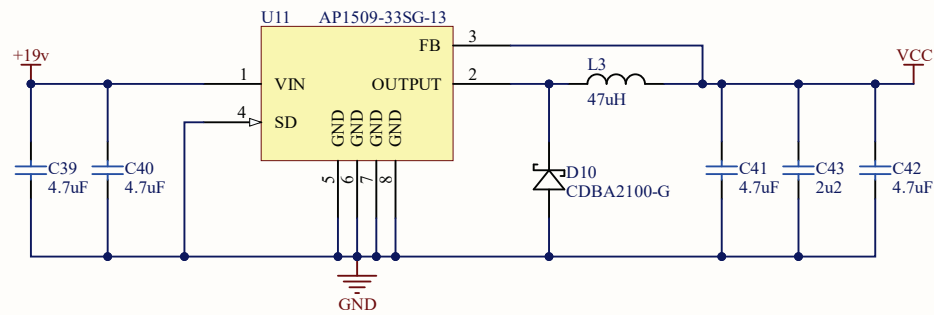 U11 AP1509-33SG-13
+19v
3
FB
VCC
L3
1
VIN
OUTPUT
2
47uH
4
SD
GND
GND
GND
GND
C39
4.7uF
C40
4.7uF
5
6
7
8
D10
CDBA2100-G
C41
4.7uF
C43
2u2
C42
4.7uF
GND